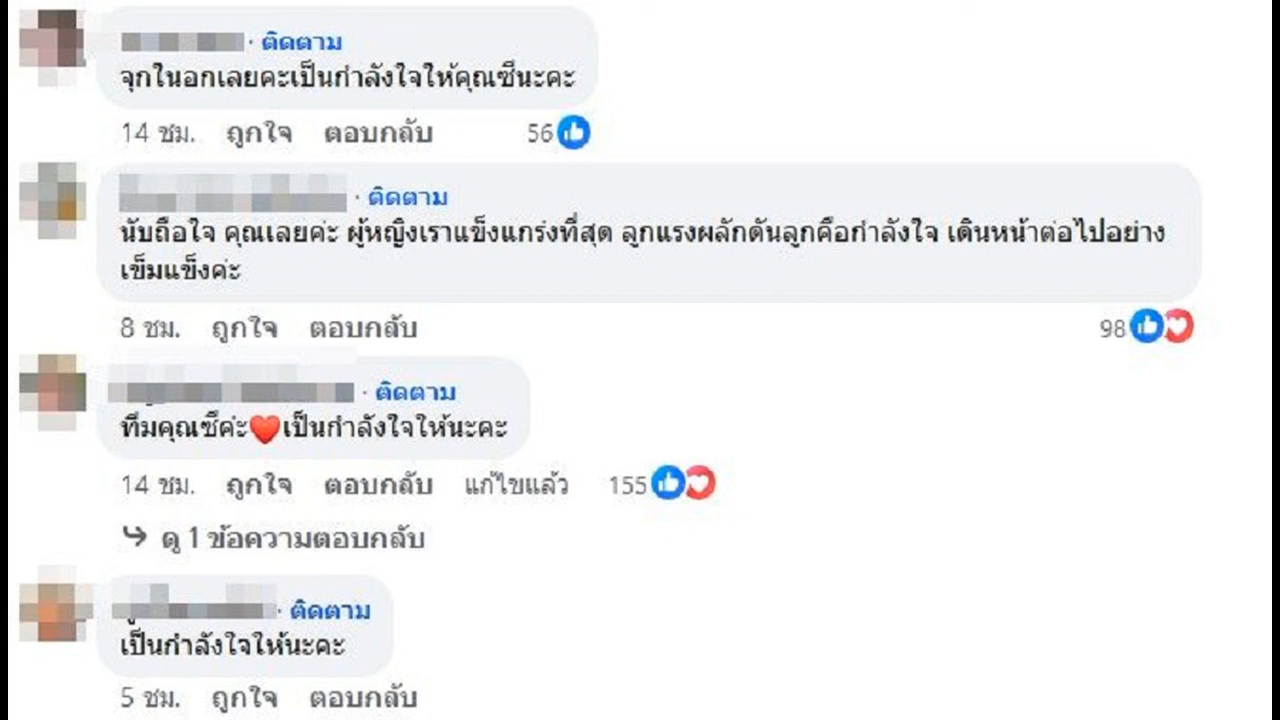 · ติดตาม
จุกในอกเลยคะเป็นกำลังใจให้คุณซีนะคะ
14 ชม. ถูกใจ ตอบกลับ 56
· ติดตาม
นับถือใจ คุณเลยค่ะ ผู้หญิงเราแข็งแกร่งที่สุด ลูกแรงผลักดันลูกคือกำลังใจ เดินหน้าต่อไปอย่าง
เข็มแข็งค่ะ
8 ชม. ถูกใจ ตอบกลับ 98
· ติดตาม
ทีมคุณซีค่ะ❤️เป็นกำลังใจให้นะคะ
14 ชม. ถูกใจ ตอบกลับ แก้ไขแล้ว 155
ดู 1 ข้อความตอบกลับ
· ติดตาม
เป็นกำลังใจให้นะคะ
5 ชม. ถูกใจ ตอบกลับ